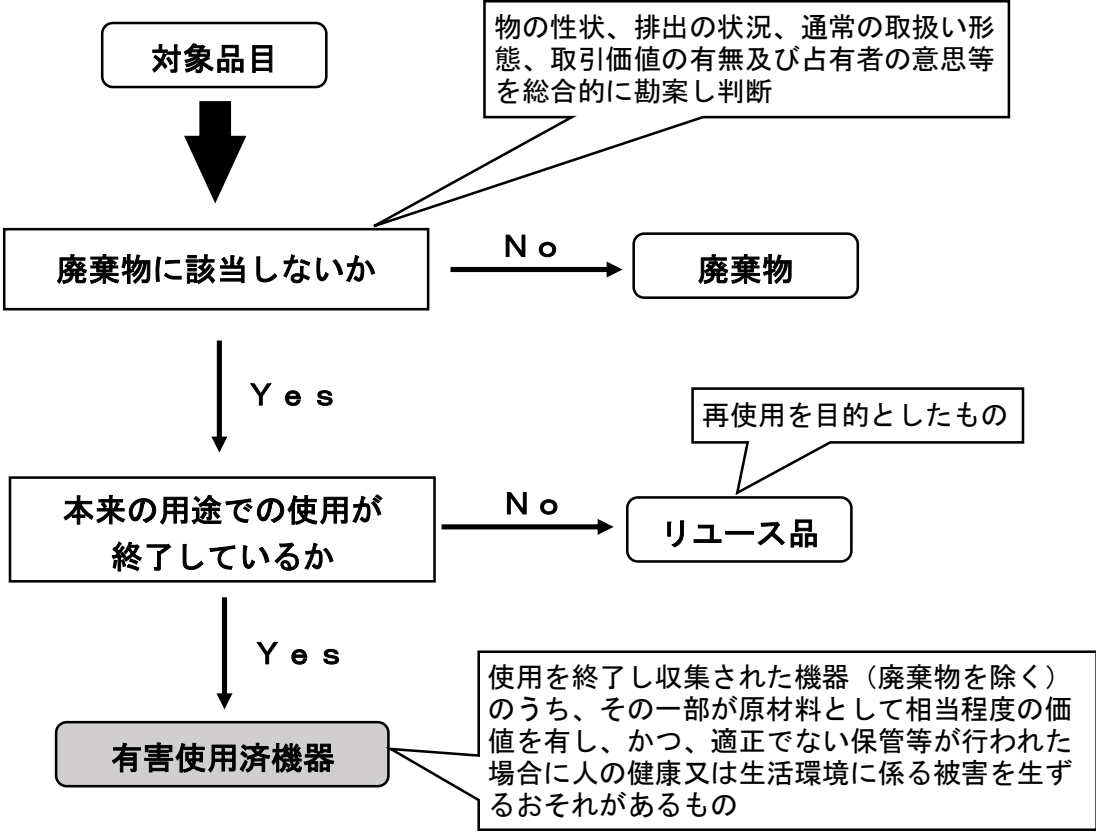 対象品目
物の性状、排出の状況、通常の取扱い形
態、取引価値の有無及び占有者の意思等
を総合的に勘案し判断
廃棄物に該当しないか
Ｎｏ
廃棄物
Ｙｅｓ
再使用を目的としたもの
本来の用途での使用が
終了しているか
Ｎｏ
リユース品
Ｙｅｓ
使用を終了し収集された機器（廃棄物を除く）
のうち、その一部が原材料として相当程度の価
値を有し、かつ、適正でない保管等が行われた
場合に人の健康又は生活環境に係る被害を生ず
るおそれがあるもの
有害使用済機器